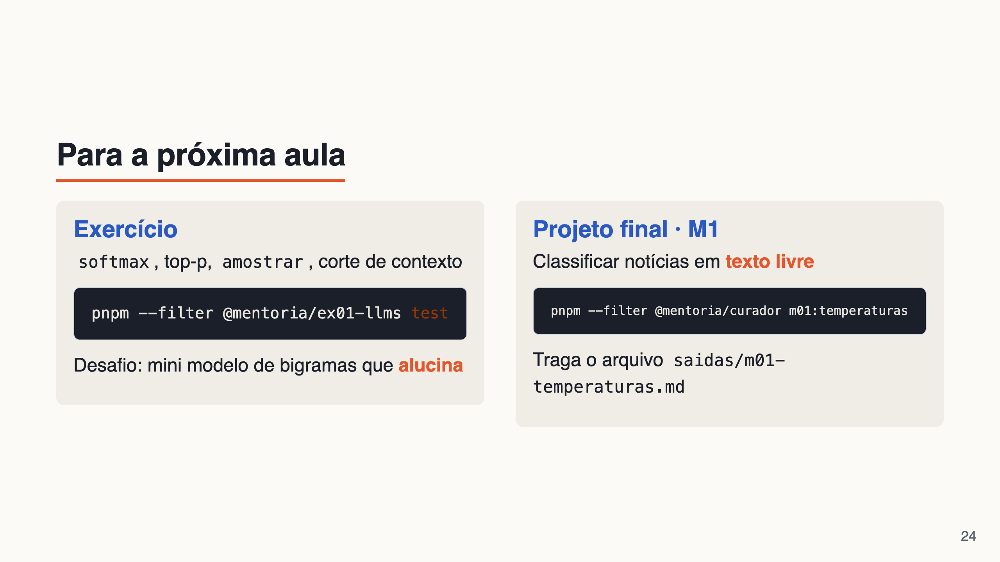 Para a próxima aula
Exercício
softmax , top-p, amostrar , corte de contexto
pnpm --filter @mentoria/ex01-llms test
Desafio: mini modelo de bigramas que alucina
Projeto final · M1
Classificar notícias em texto livre
pnpm --filter @mentoria/curador m01:temperaturas
Traga o arquivo saidas/m01-
temperaturas.md
24